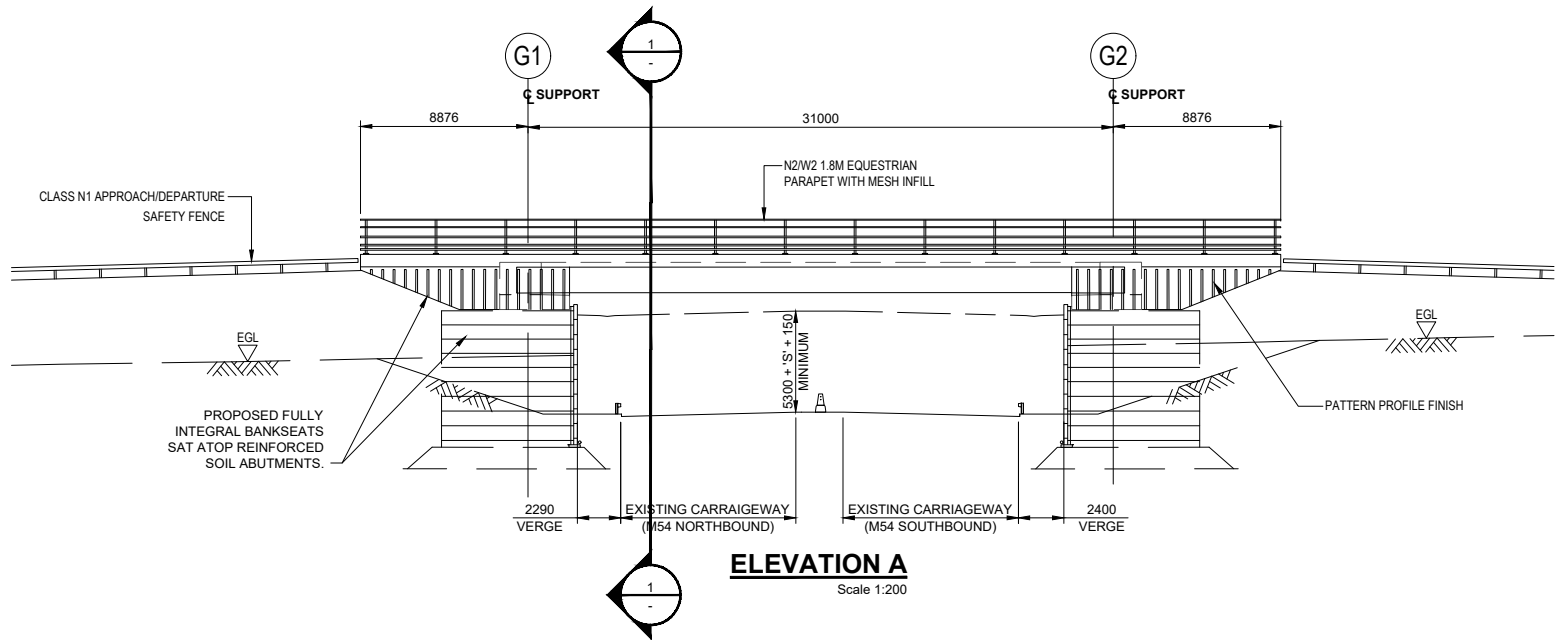 1
-
G1
G2
℄ SUPPORT
℄ SUPPORT
8876
31000
8876
N2/W2 1.8M EQUESTRIAN
PARAPET WITH MESH INFILL
CLASS N1 APPROACH/DEPARTURE
SAFETY FENCE
EGL
EGL
5300 + 'S' + 150
MINIMUM
PROPOSED FULLY
INTEGRAL BANKSEATS
SAT ATOP REINFORCED
SOIL ABUTMENTS.
PATTERN PROFILE FINISH
2290
VERGE
EXISTING CARRAIGEWAY
(M54 NORTHBOUND)
EXISTING CARRIAGEWAY
(M54 SOUTHBOUND)
2400
VERGE
1
-
ELEVATION A
Scale 1:200